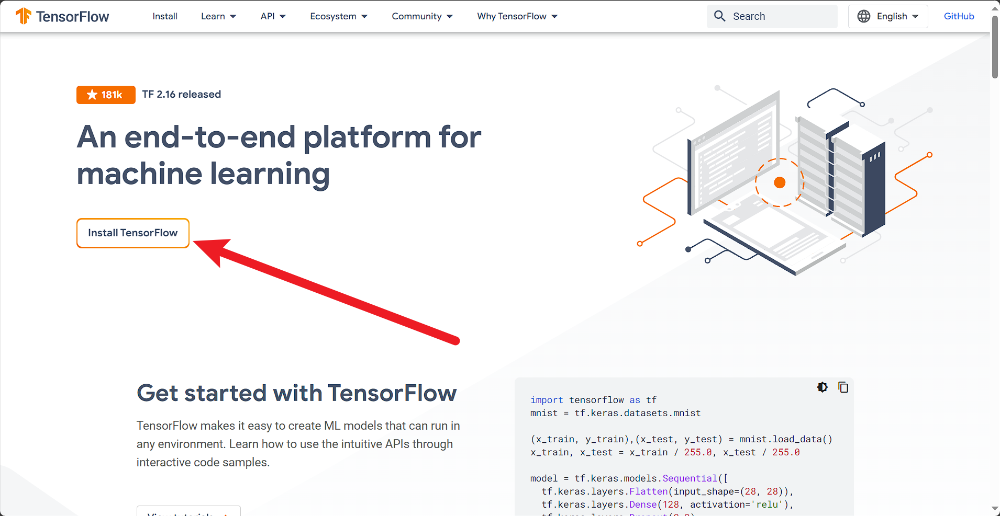 TensorFlow
Install
Learn
API
Ecosystem
Community
Why TensorFlow
Search
English
GitHub
181k
TF 2.16 released
An end-to-end platform for
machine learning
Install TensorFlow
Get started with TensorFlow
TensorFlow makes it easy to create ML models that can run in
any environment. Learn how to use the intuitive APIs through
interactive code samples.
View tutorials
import tensorflow as tf
mnist = tf.keras.datasets.mnist
(x_train, y_train),(x_test, y_test) = mnist.load_data()
x_train, x_test = x_train / 255.0, x_test / 255.0
model = tf.keras.models.Sequential([
tf.keras.layers.Flatten(input_shape=(28, 28)),
tf.keras.layers.Dense(128, activation='relu'),